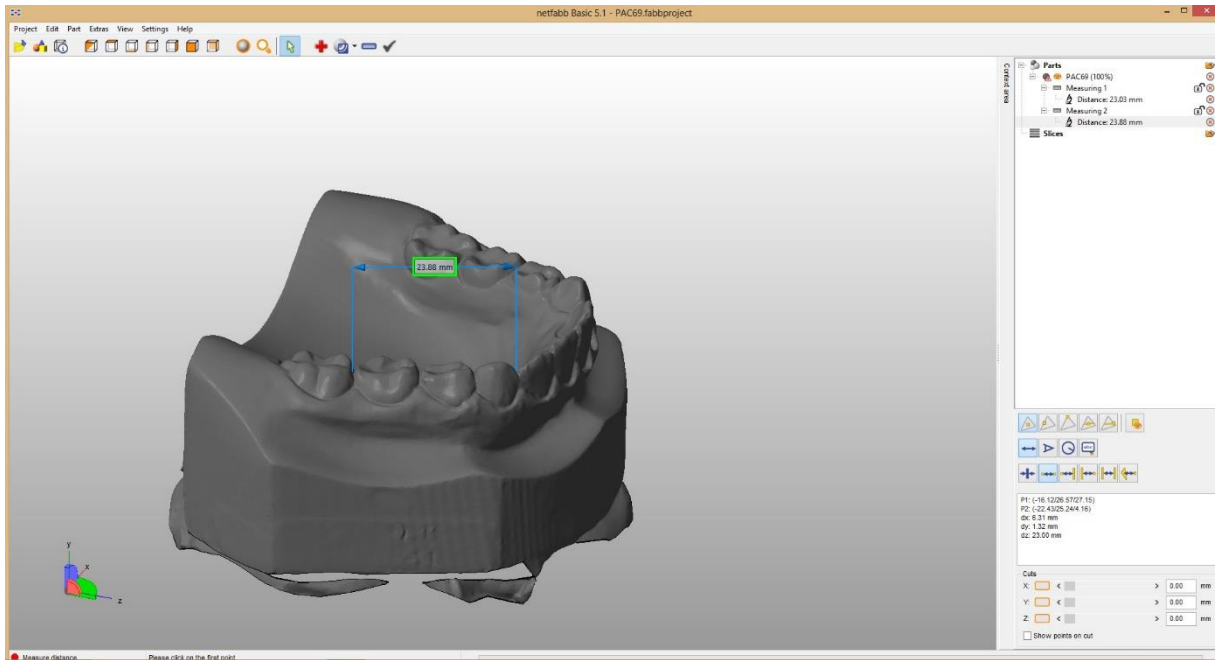 netfabb Basic 5.1 - PAC69.fabbproject
Project Edit Part Extras View Settings Help
Context area
Parts
PAC69 (100%)
Measuring 1
Distance: 23.03 mm
Measuring 2
Distance: 23.88 mm
Slices
23.88 mm
P1: (-16.12/26.57/27.15)
P2: (-22.43/25.24/4.16)
dx: 6.31 mm
dy: 1.32 mm
dz: 23.00 mm
Cuts
X: < > 0.00 mm
Y: < > 0.00 mm
Z: < > 0.00 mm
Show points on cut
y
x
z
Measure distance Please click on the first point